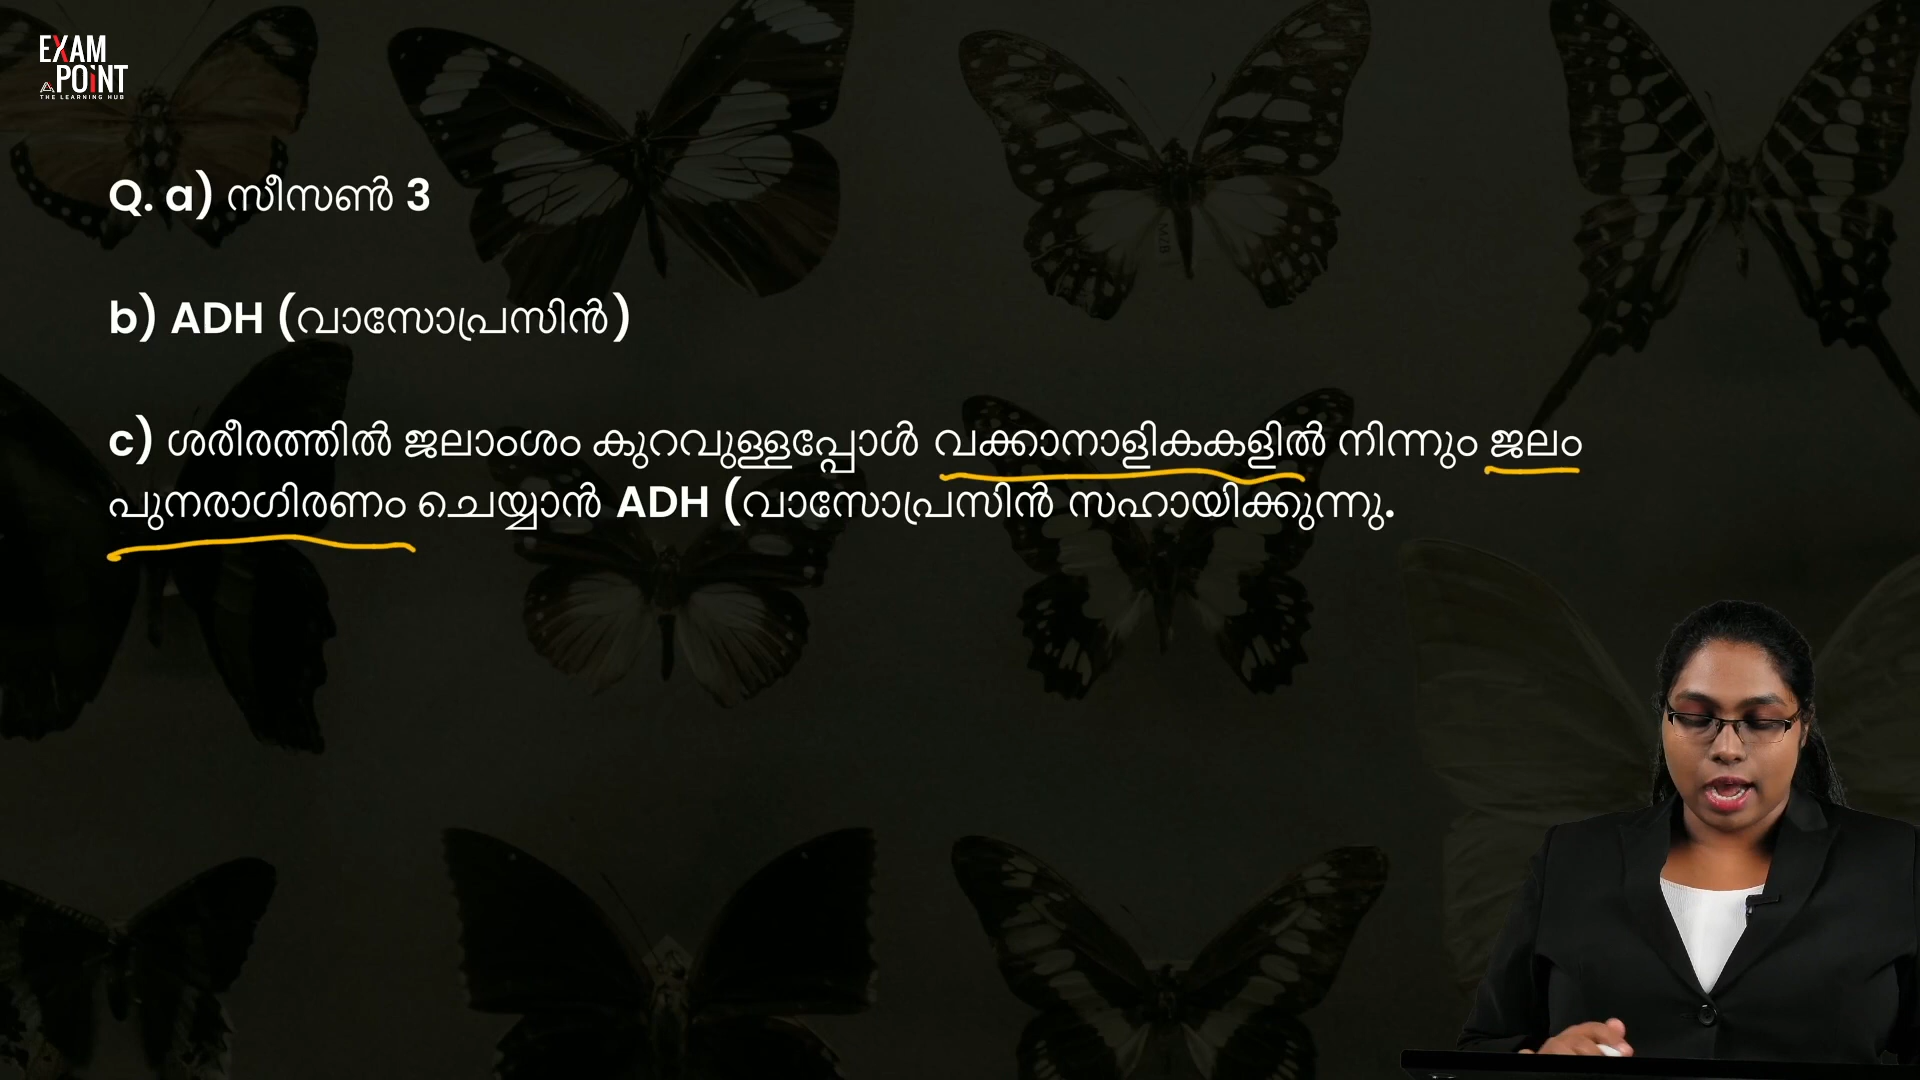 EXAM
POINT
THE LEARNING HUB
Q. a) സീസൺ 3
b) ADH (വാസോപ്രസിൻ)
c) ശരീരത്തിൽ ജലാംശം കുറവുള്ളപ്പോൾ വക്കാനാളികകളിൽ നിന്നും ജലം
പുനരാഗിരണം ചെയ്യാൻ ADH (വാസോപ്രസിൻ സഹായിക്കുന്നു.